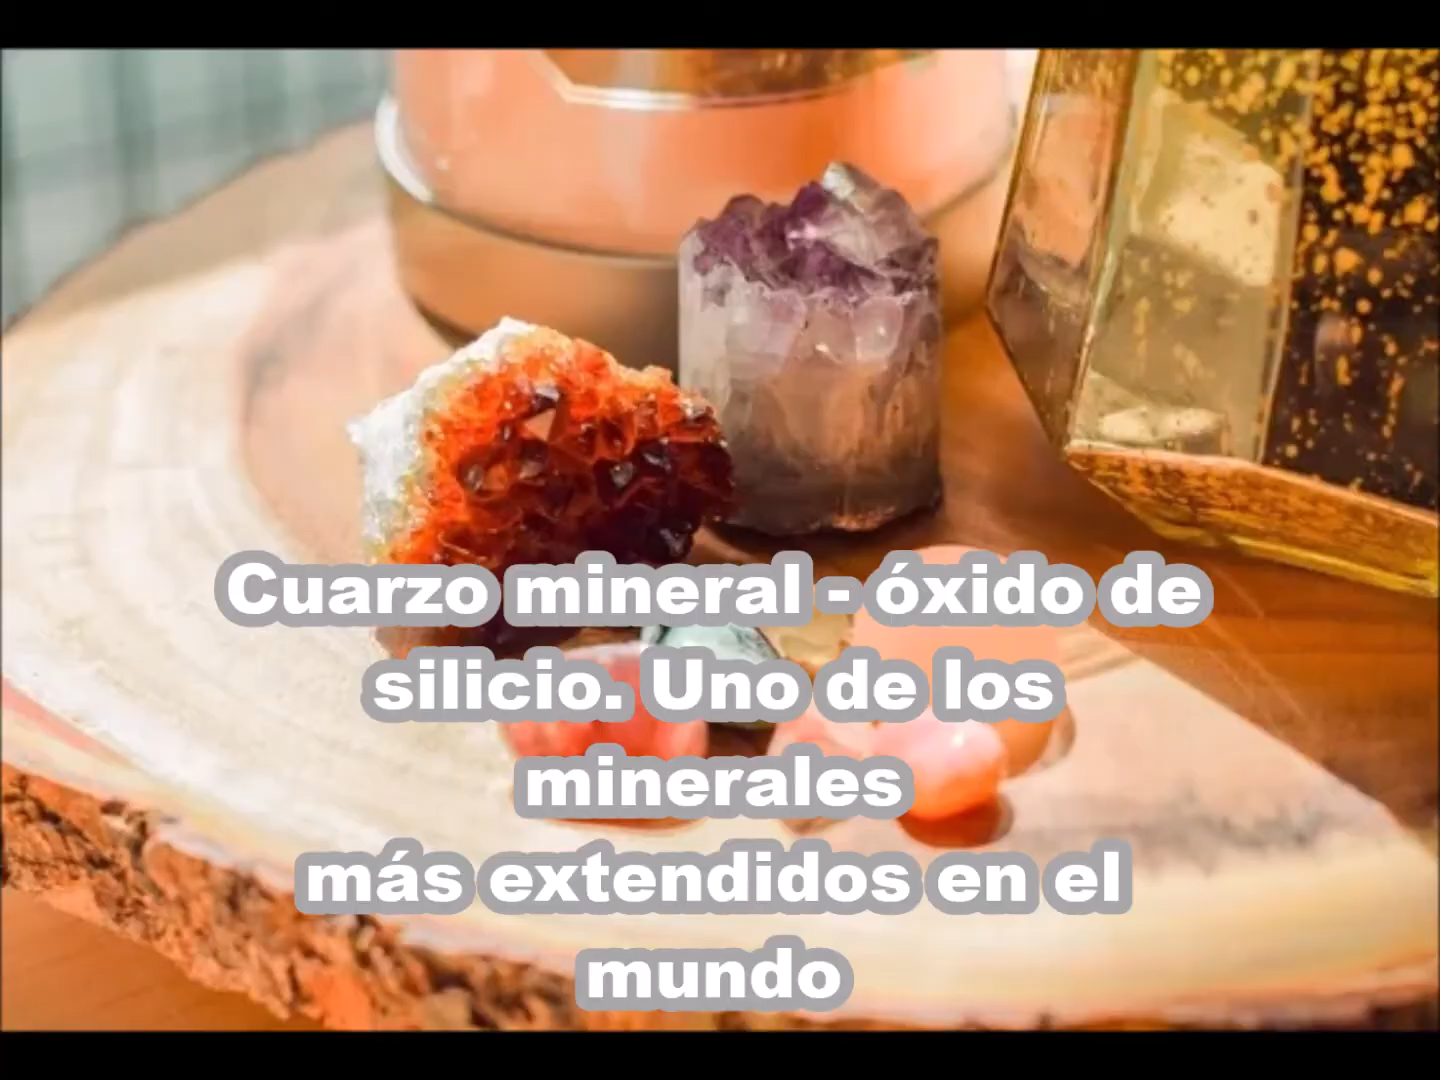 Cuarzo mineral - óxido de
silicio. Uno de los
minerales
más extendidos en el
mundo